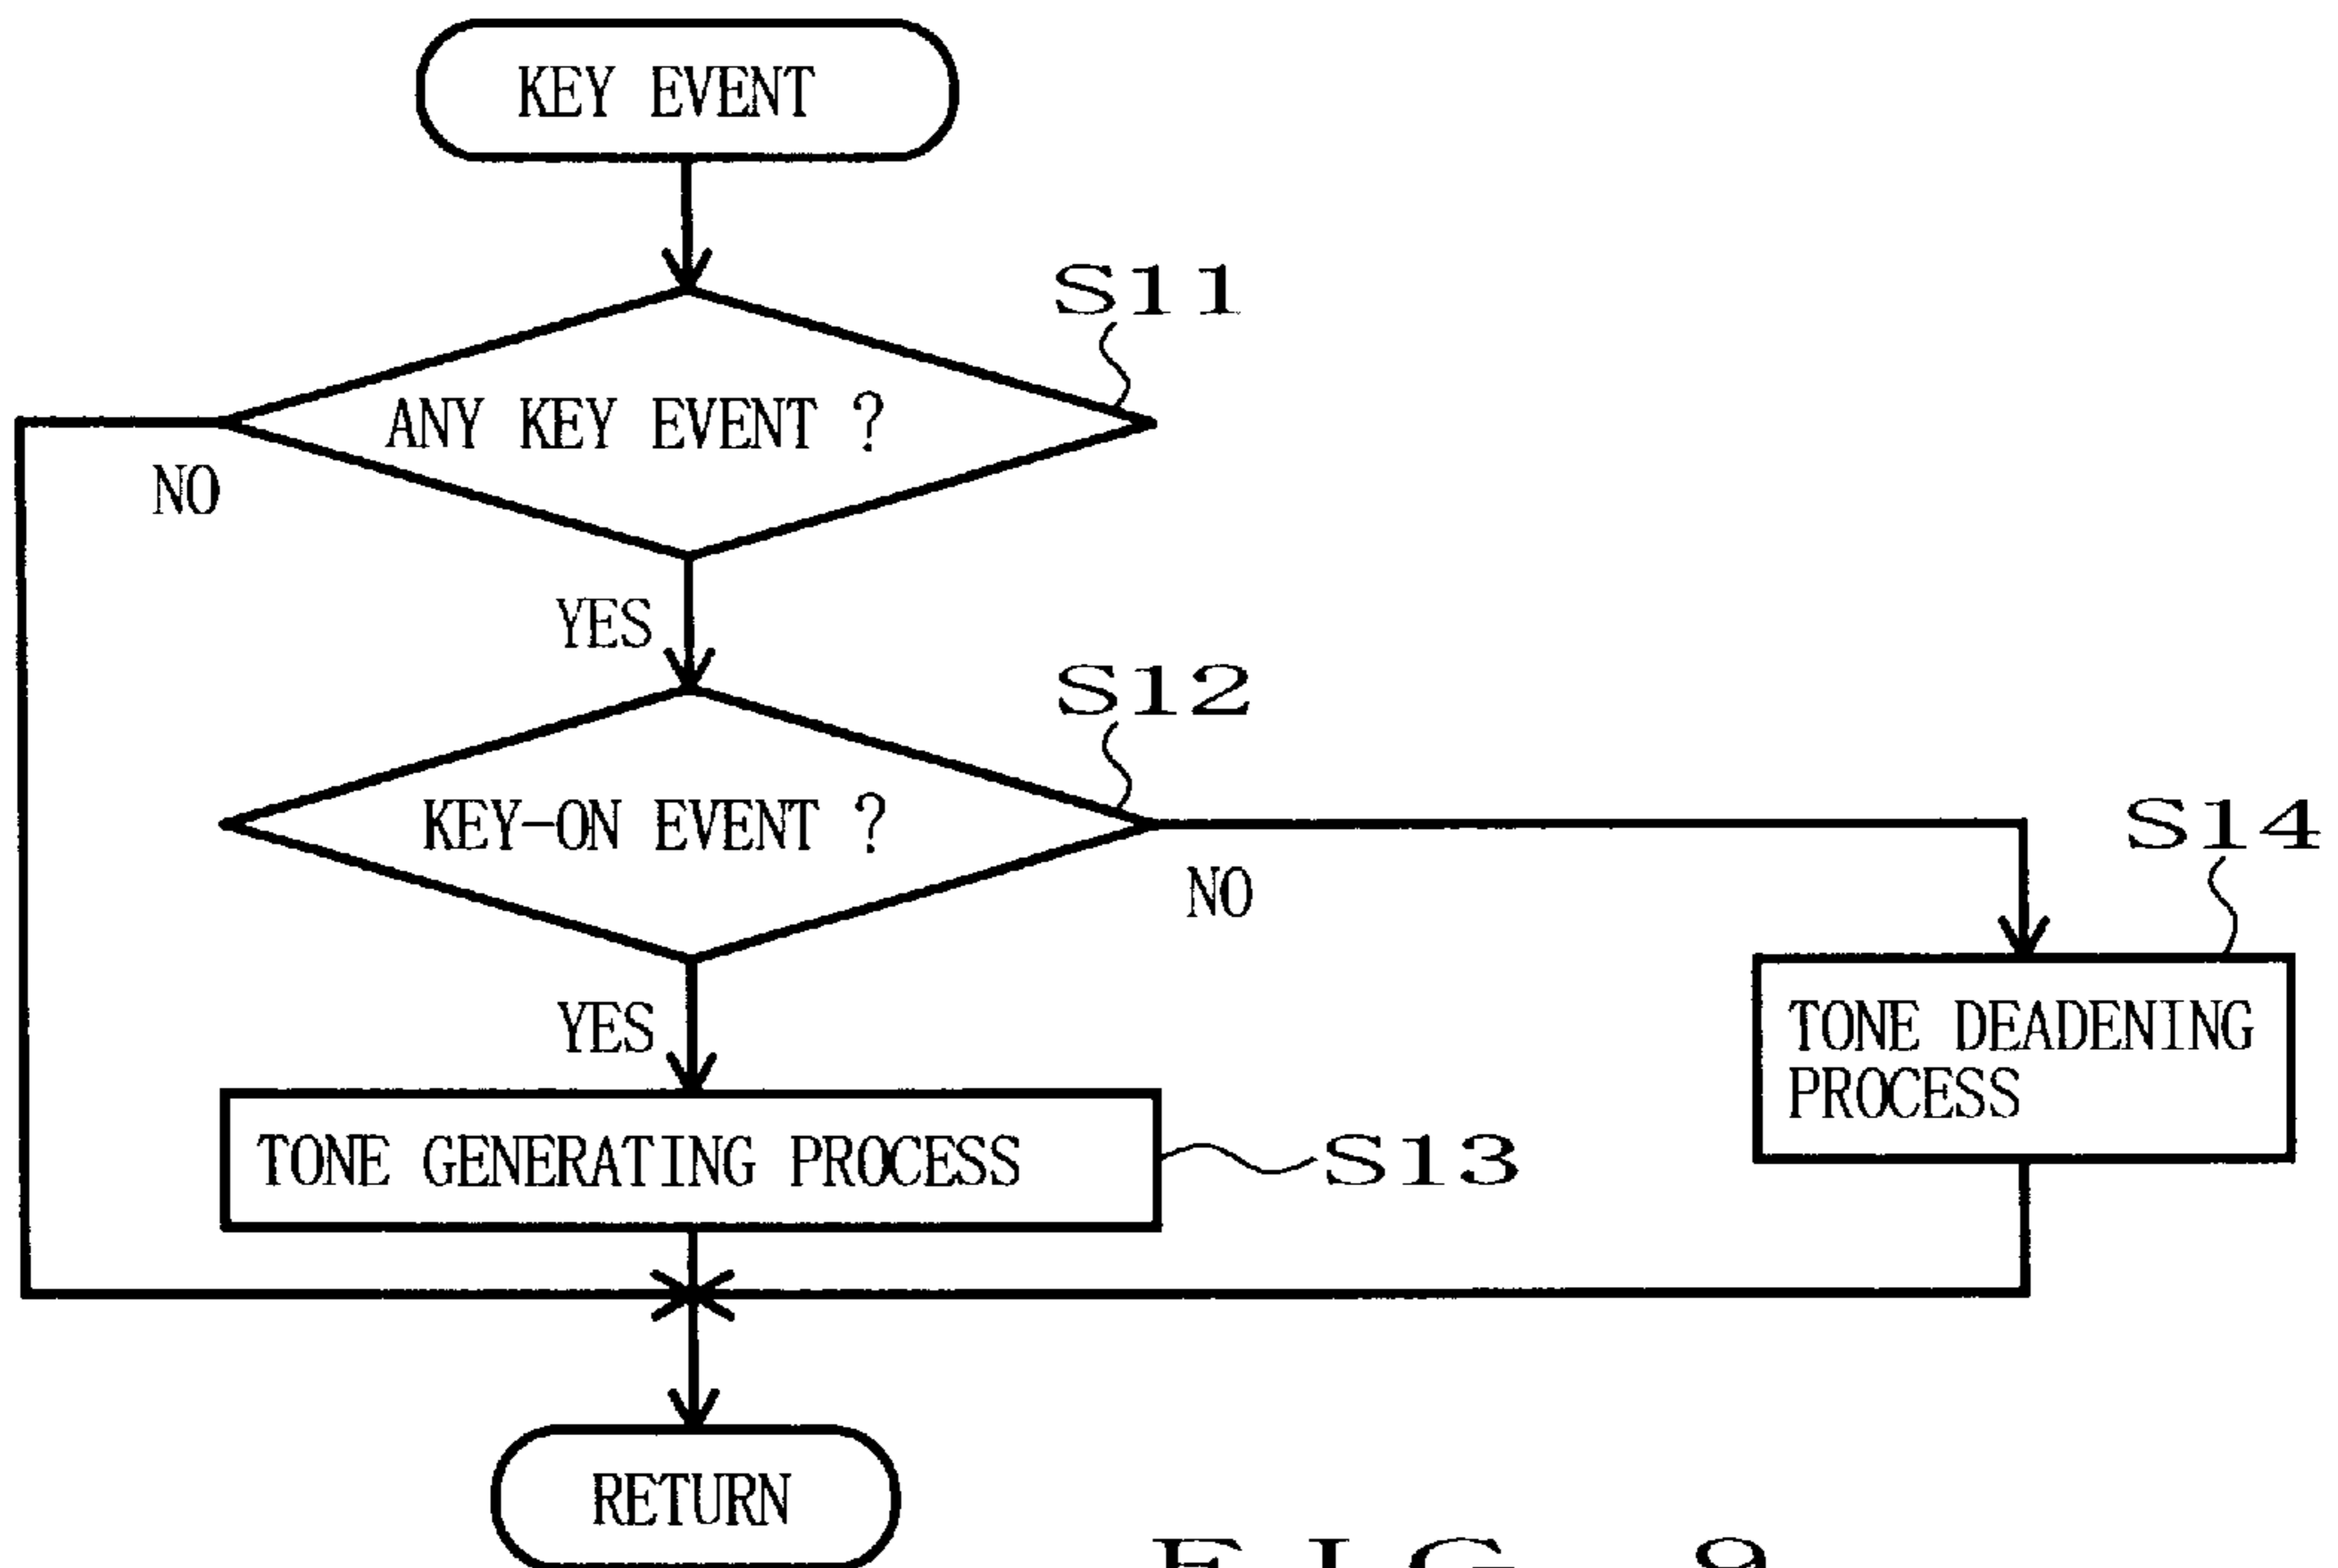 KEY EVENT
S11
ANY KEY EVENT ?
NO
YES
S12
KEY-ON EVENT ?
NO
S14
YES
TONE DEADENING
PROCESS
TONE GENERATING PROCESS
S13
RETURN
FIG